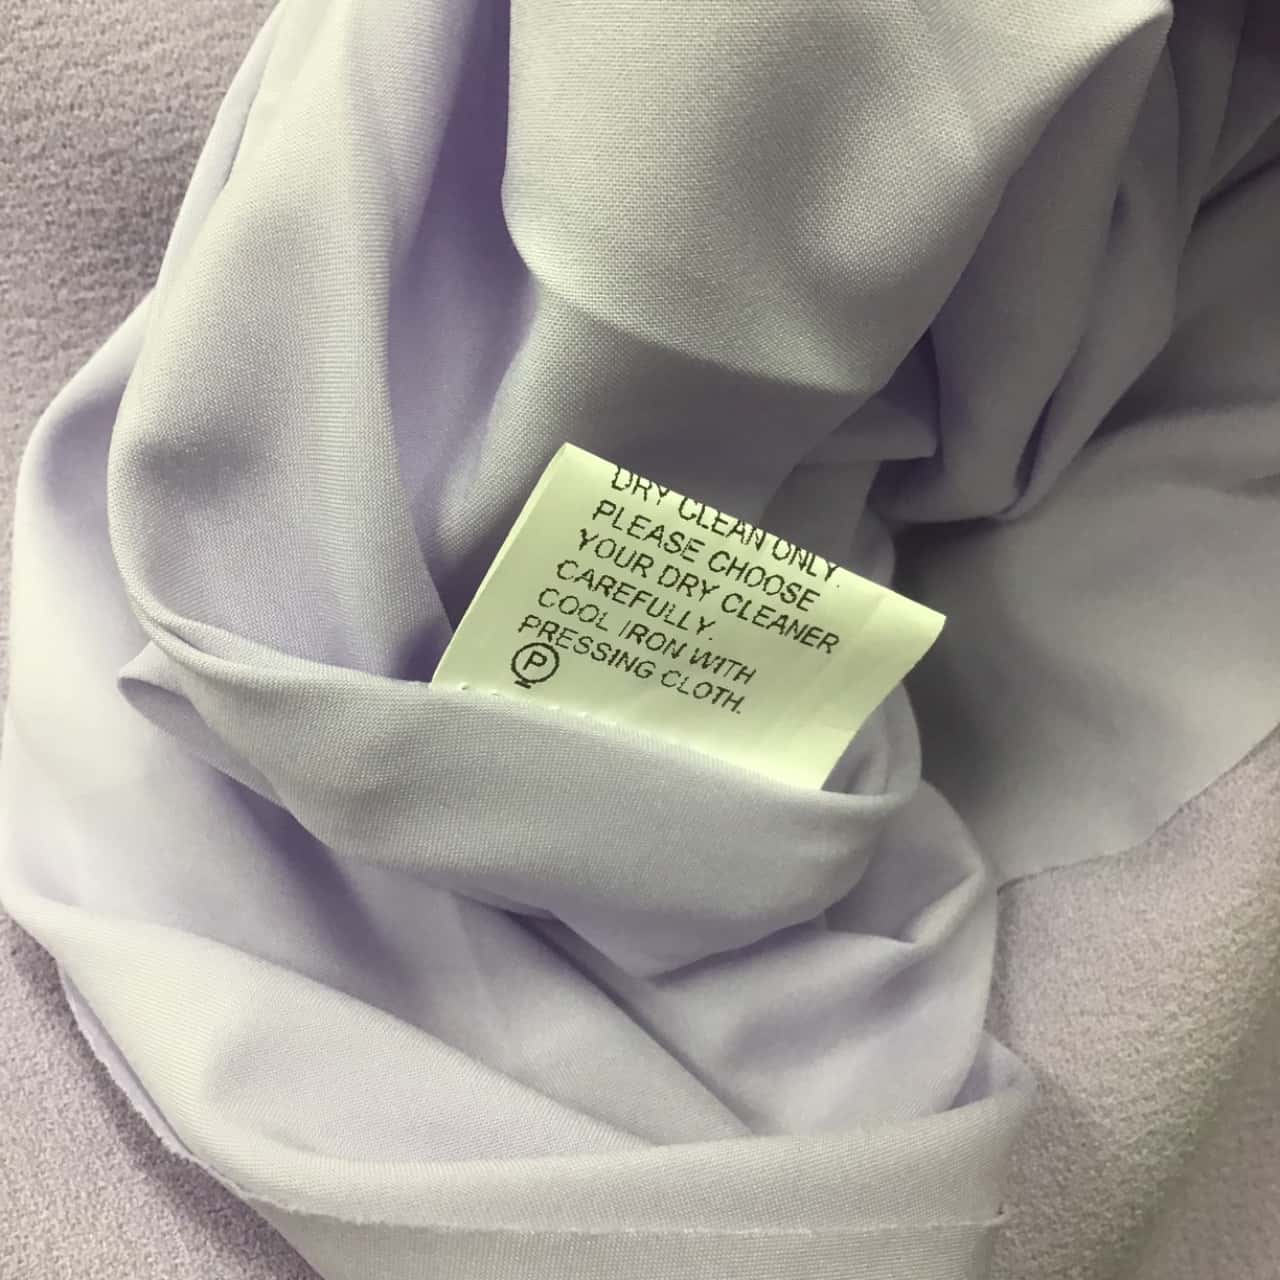 DRY CLEAN ONLY.
PLEASE CHOOSE
YOUR DRY CLEANER
CAREFULLY.
COOL IRON WITH
PRESSING CLOTH.
P